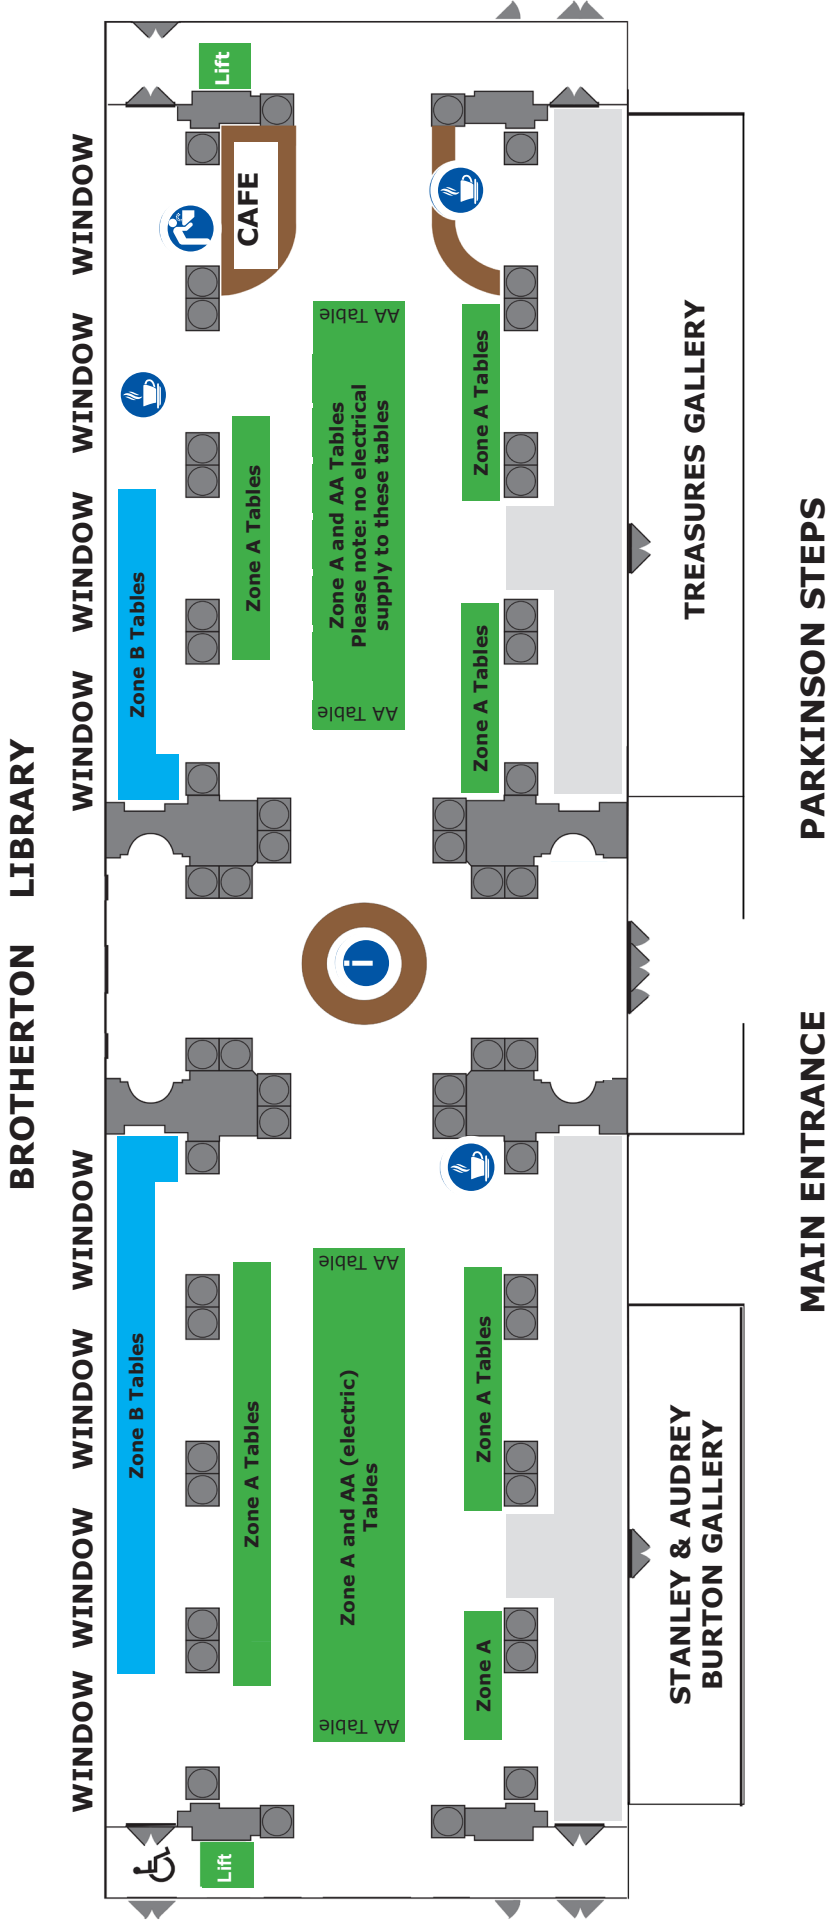 BROTHERTON LIBRARY
WINDOW WINDOW WINDOW WINDOW WINDOW WINDOW WINDOW WINDOW
Lift
CAFE
Zone B Tables
Zone A Tables
AA Table
Zone A and AA Tables
Please note: no electrical
supply to these tables
AA Table
Zone A Tables
Zone A Tables
TREASURES GALLERY
i
Zone B Tables
Zone A Tables
AA Table
Zone A and AA (electric)
Tables
AA Table
Zone A Tables
Zone A
STANLEY & AUDREY
BURTON GALLERY
Lift
MAIN ENTRANCE
PARKINSON STEPS